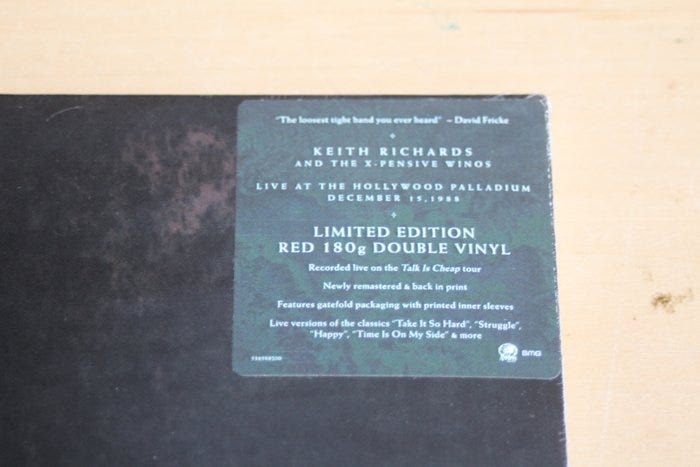 "The loosest tight band you ever heard" – David Fricke
KEITH RICHARDS
AND THE X-PENSIVE WINOS
LIVE AT THE HOLLYWOOD PALLADIUM
DECEMBER 15, 1988
LIMITED EDITION
RED 180g DOUBLE VINYL
Recorded live on the Talk Is Cheap tour
Newly remastered & back in print
Features gatefold packaging with printed inner sleeves
Live versions of the classics "Take It So Hard", "Struggle",
"Happy", "Time Is On My Side" & more
BMG